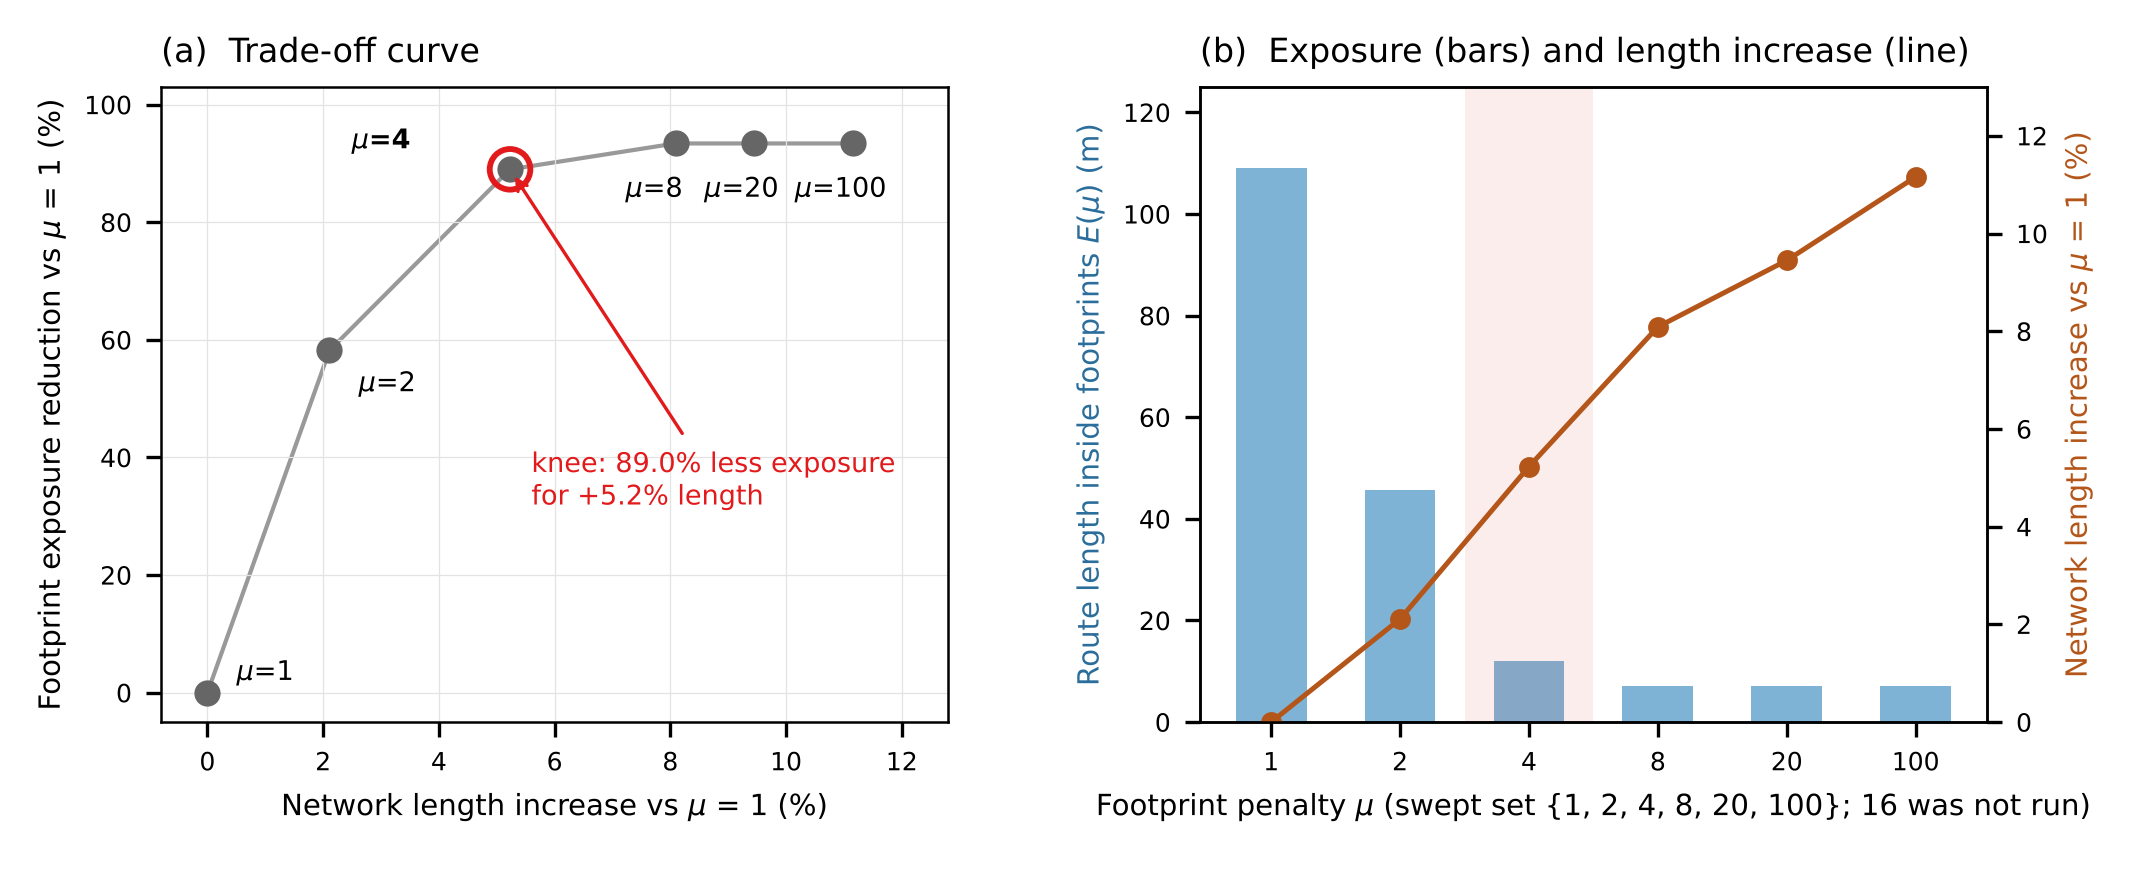 (a)  Trade-off curve
Footprint exposure reduction vs μ = 1 (%)
100
80
60
40
20
0
μ=4
μ=8
μ=20
μ=100
μ=2
knee: 89.0% less exposure
for +5.2% length
μ=1
0
2
4
6
8
10
12
Network length increase vs μ = 1 (%)
(b)  Exposure (bars) and length increase (line)
Route length inside footprints E(μ) (m)
120
100
80
60
40
20
0
12
10
8
6
4
2
0
Network length increase vs μ = 1 (%)
1
2
4
8
20
100
Footprint penalty μ (swept set {1, 2, 4, 8, 20, 100}; 16 was not run)